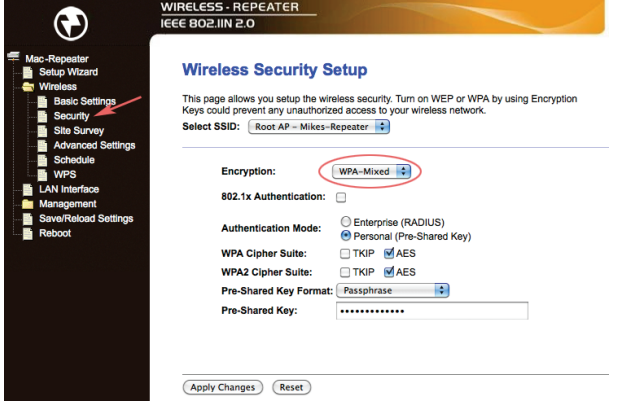 WIRELESS - REPEATER
IEEE 802.11N 2.0
Mac-Repeater
Setup Wizard
Wireless
Basic Settings
Security
Site Survey
Advanced Settings
Schedule
WPS
LAN Interface
Management
Save/Reload Settings
Reboot
Wireless Security Setup
This page allows you setup the wireless security. Turn on WEP or WPA by using Encryption
Keys could prevent any unauthorized access to your wireless network.
Select SSID: Root AP - Mikes-Repeater
Encryption: WPA-Mixed
802.1x Authentication:
Authentication Mode: Enterprise (RADIUS)
Personal (Pre-Shared Key)
WPA Cipher Suite: TKIP AES
WPA2 Cipher Suite: TKIP AES
Pre-Shared Key Format: Passphrase
Pre-Shared Key: •••••••••••••
Apply Changes Reset